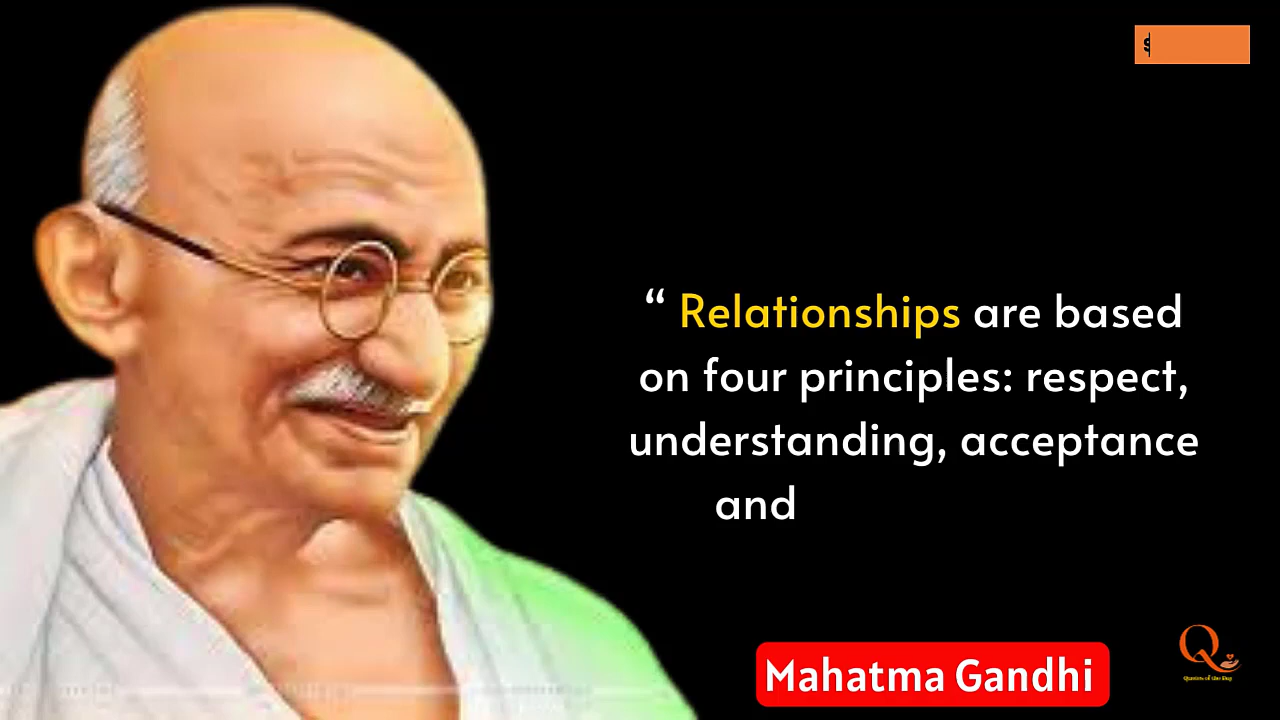 “ Relationships are based
on four principles: respect,
understanding, acceptance
and
Mahatma Gandhi
Q